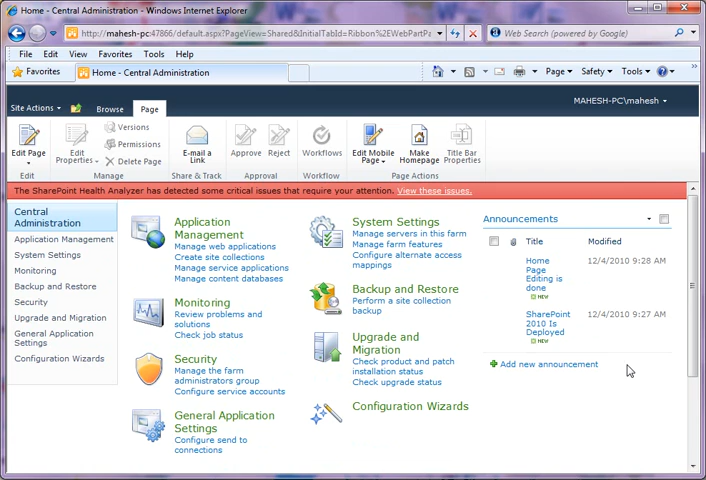 Home - Central Administration - Windows Internet Explorer
http://mahesh-pc:47866/default.aspx?PageView=Shared&InitialTabId=Ribbon%2EWebPartPa
Web Search (powered by Google)
File Edit View Favorites Tools Help
Favorites
Home - Central Administration
Page Safety Tools
Site Actions
Browse
Page
MAHESH-PC\mahesh
Edit Page
Edit
Edit Properties
Versions
Permissions
Delete Page
Manage
E-mail a Link
Share & Track
Approve
Reject
Approval
Workflows
Workflows
Edit Mobile Page
Make Homepage
Title Bar Properties
Page Actions
The SharePoint Health Analyzer has detected some critical issues that require your attention. View these issues.
Central
Administration
Application Management
System Settings
Monitoring
Backup and Restore
Security
Upgrade and Migration
General Application
Settings
Configuration Wizards
Application
Management
Manage web applications
Create site collections
Manage service applications
Manage content databases
Monitoring
Review problems and
solutions
Check job status
Security
Manage the farm
administrators group
Configure service accounts
General Application
Settings
Configure send to
connections
System Settings
Manage servers in this farm
Manage farm features
Configure alternate access
mappings
Backup and Restore
Perform a site collection
backup
Upgrade and
Migration
Check product and patch
installation status
Check upgrade status
Configuration Wizards
Announcements
Title
Modified
Home
Page
Editing is
done
NEW
12/4/2010 9:28 AM
SharePoint
2010 Is
Deployed
NEW
12/4/2010 9:27 AM
Add new announcement